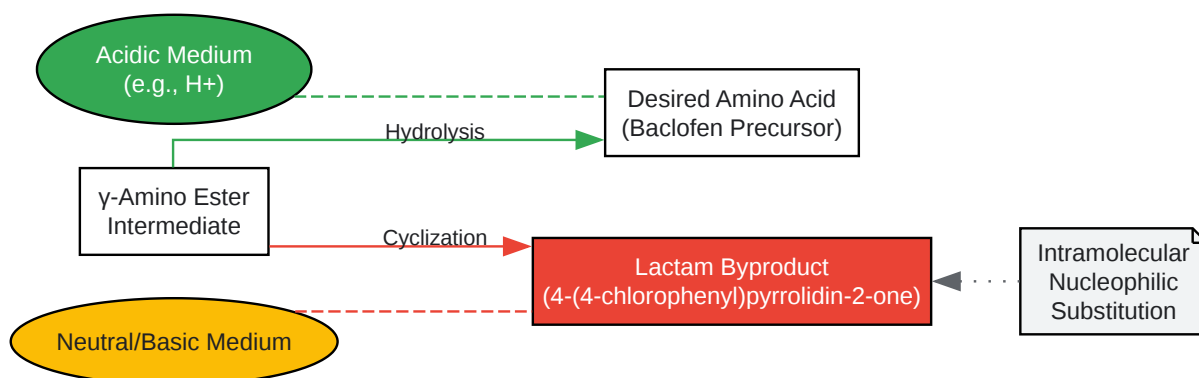 Acidic Medium
(e.g., H+)
Desired Amino Acid
(Baclofen Precursor)
Hydrolysis
γ-Amino Ester
Intermediate
Cyclization
Lactam Byproduct
(4-(4-chlorophenyl)pyrrolidin-2-one)
Intramolecular
Nucleophilic
Substitution
Neutral/Basic Medium